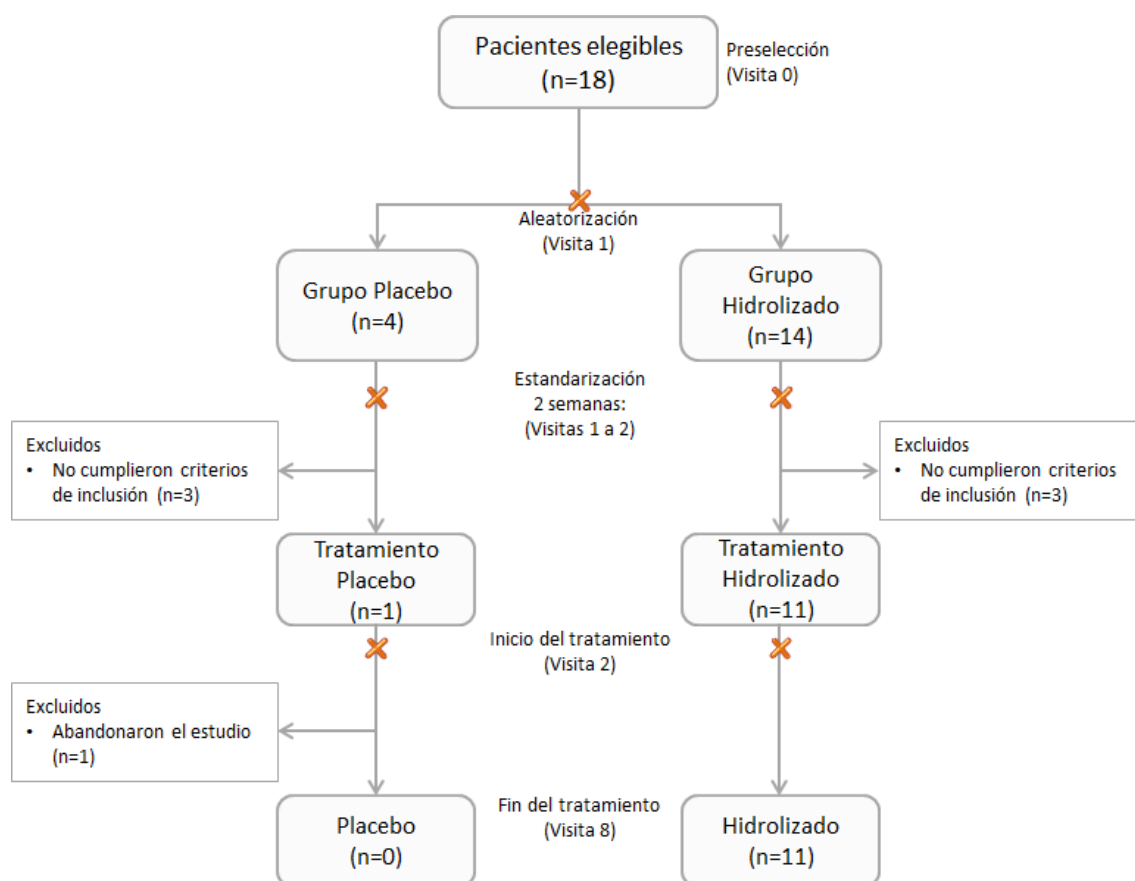 Pacientes elegibles
(n=18)
Preselección
(Visita 0)
Aleatorización
(Visita 1)
Grupo Placebo
(n=4)
Grupo
Hidrolizado
(n=14)
Estandarización
2 semanas:
(Visitas 1 a 2)
Excluidos
• No cumplieron criterios
de inclusión (n=3)
Excluidos
• No cumplieron criterios
de inclusión (n=3)
Tratamiento
Placebo
(n=1)
Tratamiento
Hidrolizado
(n=11)
Inicio del tratamiento
(Visita 2)
Excluidos
• Abandonaron el estudio
(n=1)
Fin del tratamiento
(Visita 8)
Placebo
(n=0)
Hidrolizado
(n=11)